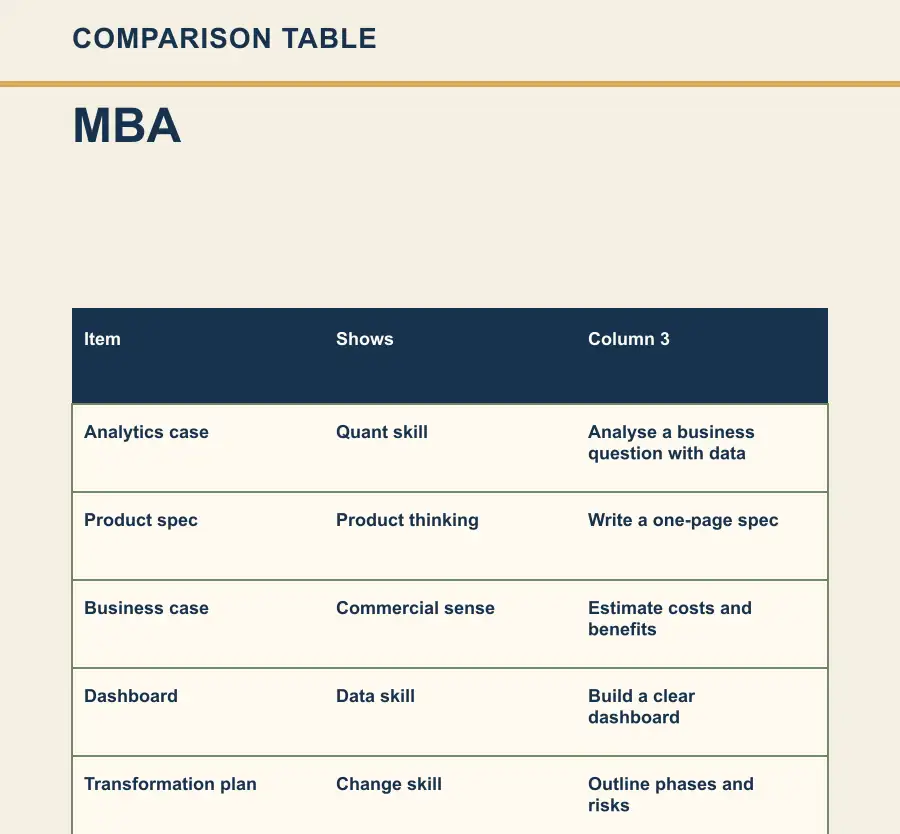 COMPARISON TABLE
MBA
Item Shows Column 3
Analytics case Quant skill Analyse a business
question with data
Product spec Product thinking Write a one-page spec
Business case Commercial sense Estimate costs and
benefits
Dashboard Data skill Build a clear
dashboard
Transformation plan Change skill Outline phases and
risks